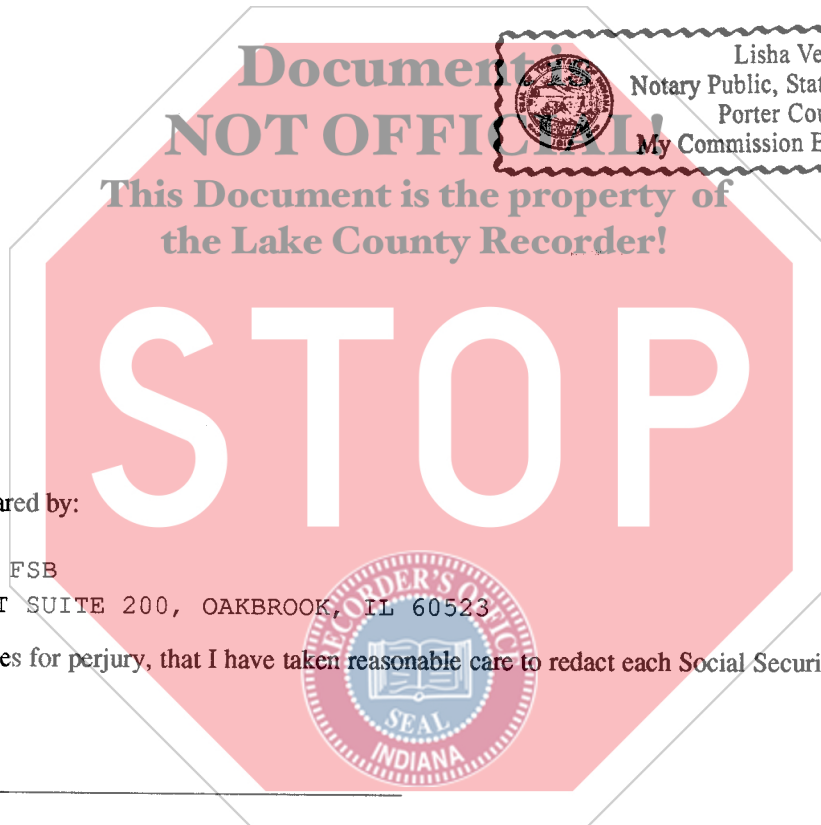 Document is
NOT OFFICIAL!
This Document is the property of
the Lake County Recorder!
Lisha Ve
Notary Public, Stat
Porter Cou
My Commission E
STOP
ared by:
FSB
T SUITE 200, OAKBROOK, IL 60523
es for perjury, that I have taken reasonable care to redact each Social Securi
RECORDER'S OFFICE
SEAL
INDIANA